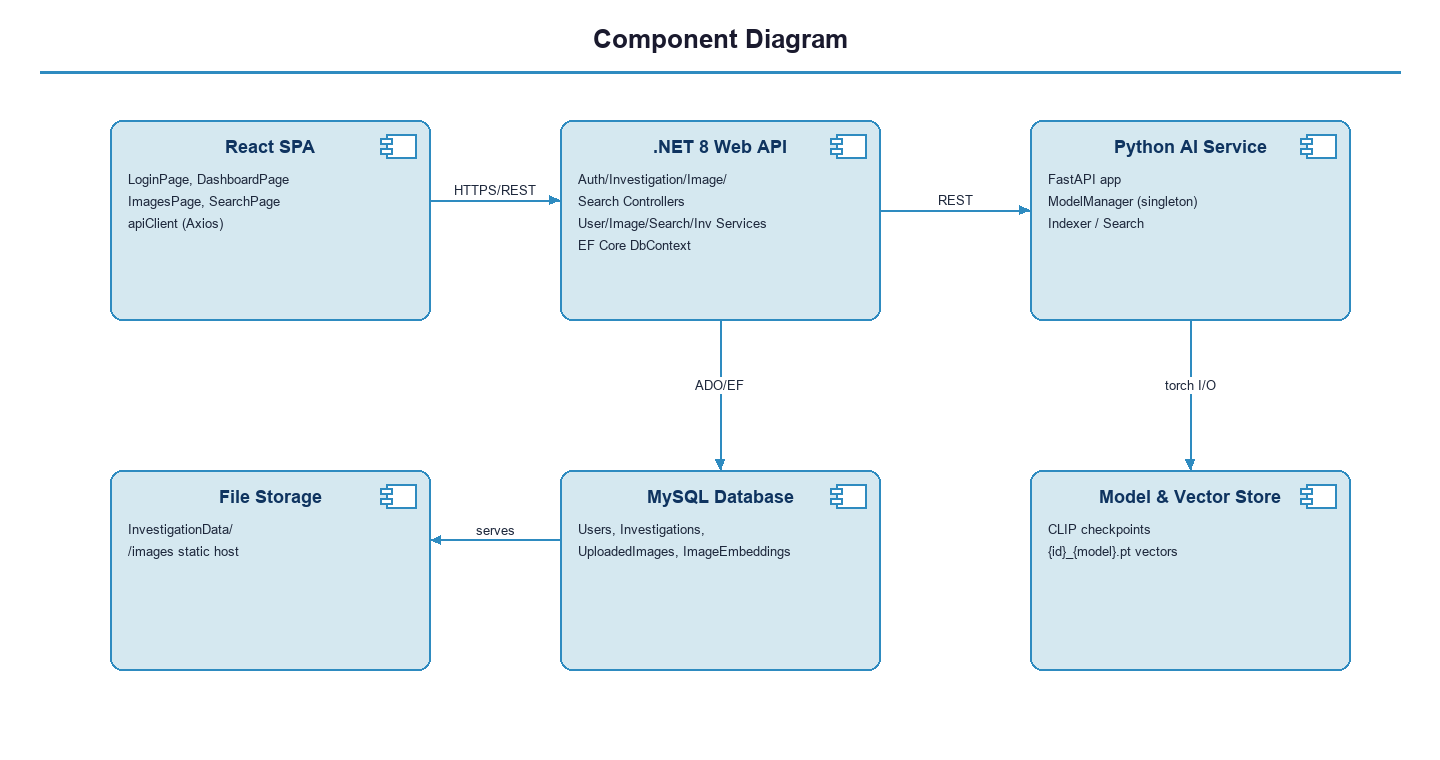 Component Diagram
React SPA
LoginPage, DashboardPage
ImagesPage, SearchPage
apiClient (Axios)
HTTPS/REST
.NET 8 Web API
Auth/Investigation/Image/
Search Controllers
User/Image/Search/Inv Services
EF Core DbContext
REST
Python AI Service
FastAPI app
ModelManager (singleton)
Indexer / Search
ADO/EF
torch I/O
File Storage
InvestigationData/
/images static host
serves
MySQL Database
Users, Investigations,
UploadedImages, ImageEmbeddings
Model & Vector Store
CLIP checkpoints
{id}_{model}.pt vectors